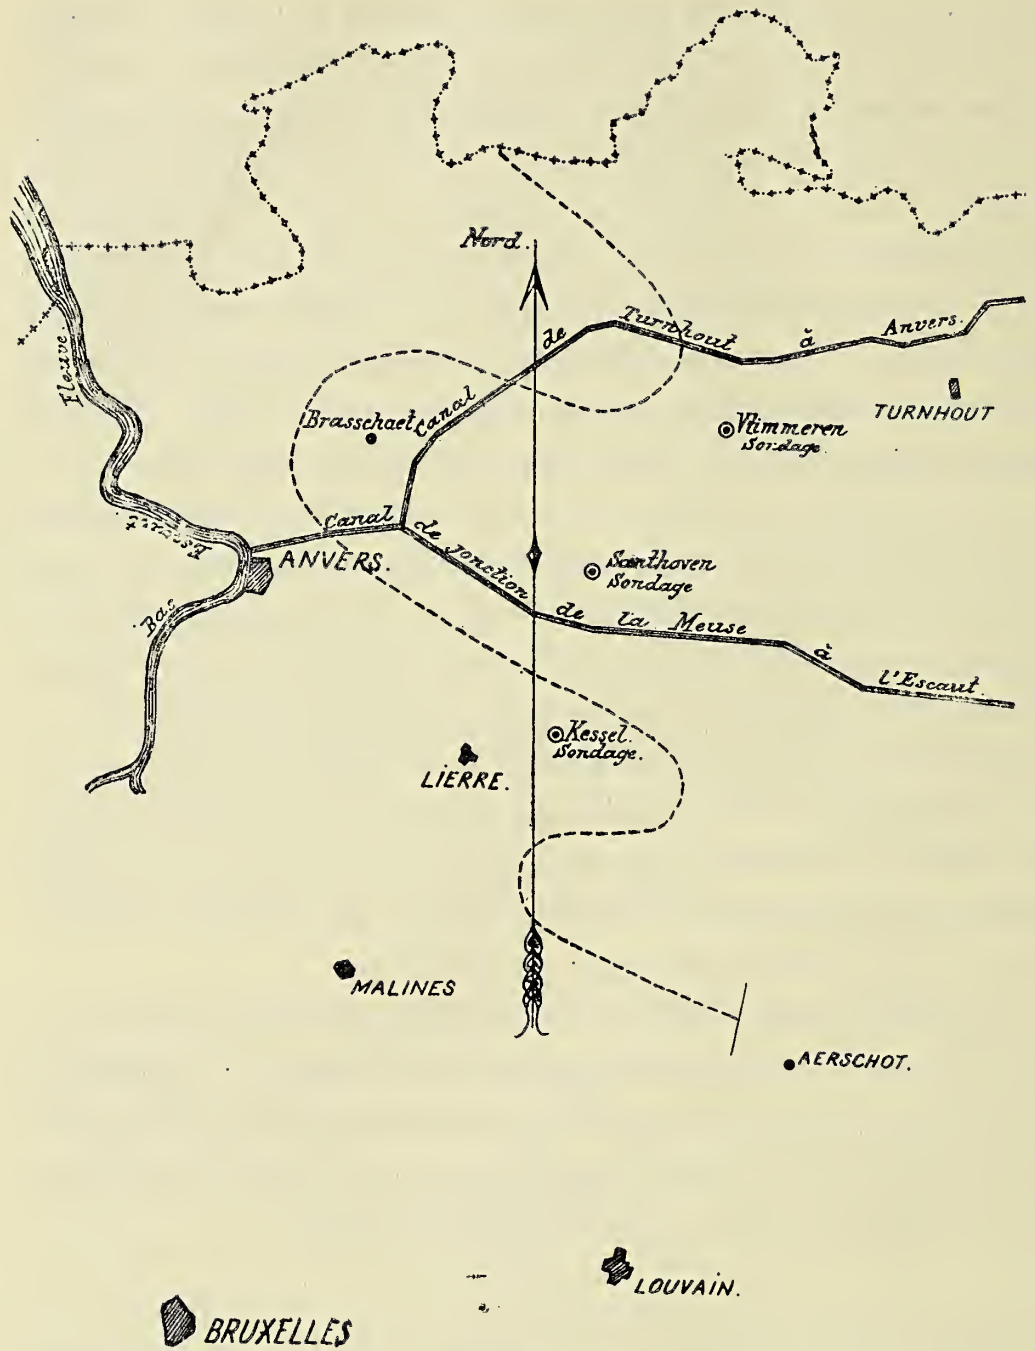 Nord.
Canal de Turnhout à Anvers.
Fleuve.
TURNHOUT
Brasschaet
Vlimmeren
Sondage.
Canal de Jonction de la Meuse à l'Escaut.
Escaut
ANVERS.
Santhoven
Sondage
Bas
Kessel.
Sondage.
LIERRE.
MALINES
AERSCHOT.
LOUVAIN.
BRUXELLES